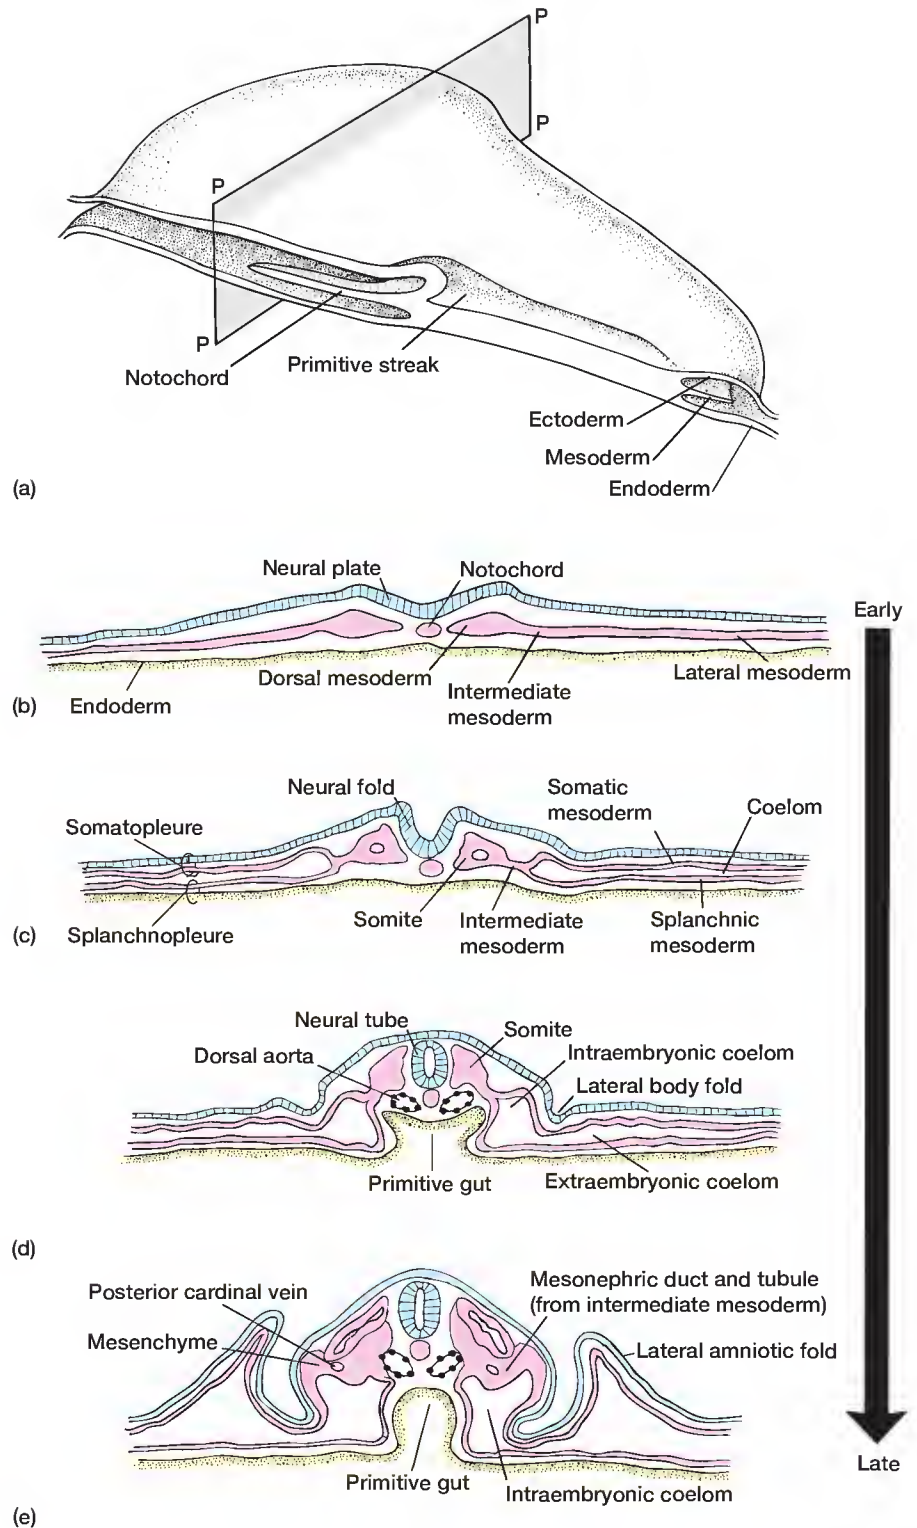 P
P
P
P
Notochord
Primitive streak
Ectoderm
Mesoderm
Endoderm
(a)
Neural plate
Notochord
Early
Dorsal mesoderm
Intermediate
mesoderm
Lateral mesoderm
(b)
Endoderm
Neural fold
Somatic
mesoderm
Coelom
Somatopleure
Somite
Intermediate
mesoderm
Splanchnic
mesoderm
(c)
Splanchnopleure
Neural tube
Somite
Dorsal aorta
Intraembryonic coelom
Lateral body fold
Primitive gut
Extraembryonic coelom
(d)
Posterior cardinal vein
Mesonephric duct and tubule
(from intermediate mesoderm)
Mesenchyme
Lateral amniotic fold
Late
Primitive gut
Intraembryonic coelom
(e)